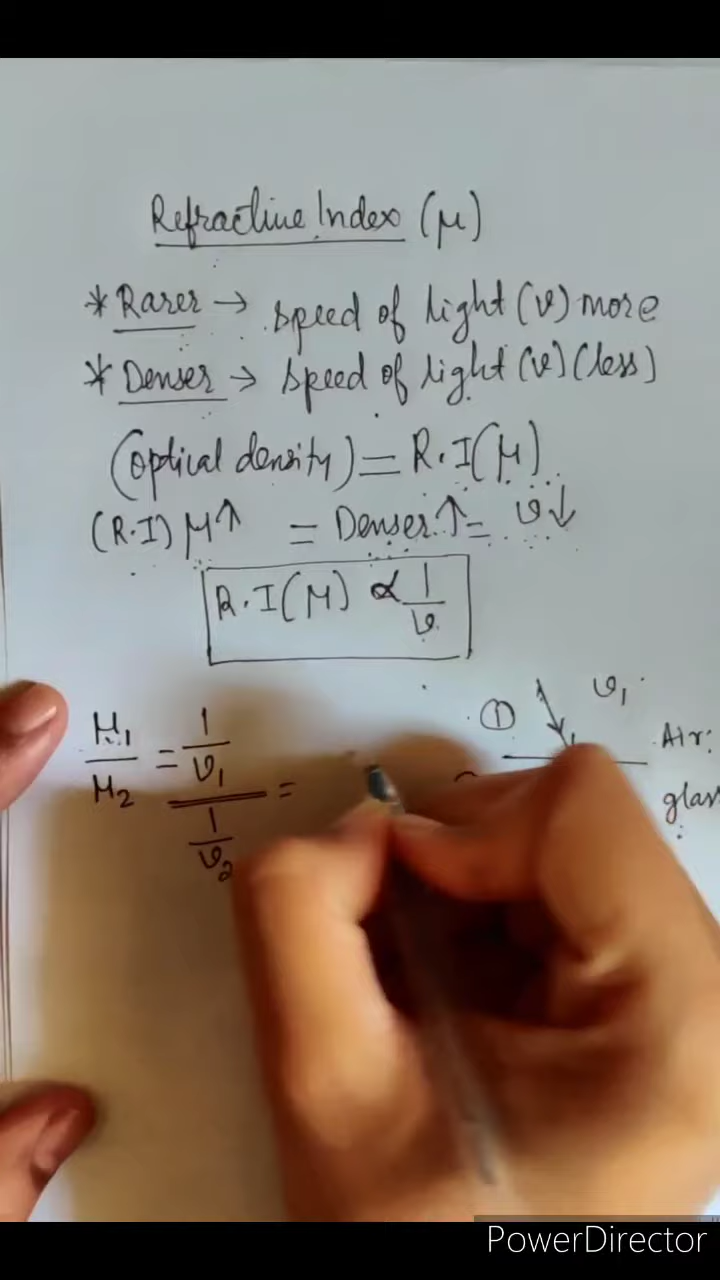 Refractive Index (μ)
* Rarer → speed of light (v) more
* Denser → speed of light (v) (less)
(optical density) = R.I (μ)
(R.I) μ↑ = Denser ↑ = v↓
R.I (μ) ∝ 1/v
μ₁/μ₂ = (1/v₁)/(1/v₂) =
① v₁
Air
PowerDirector